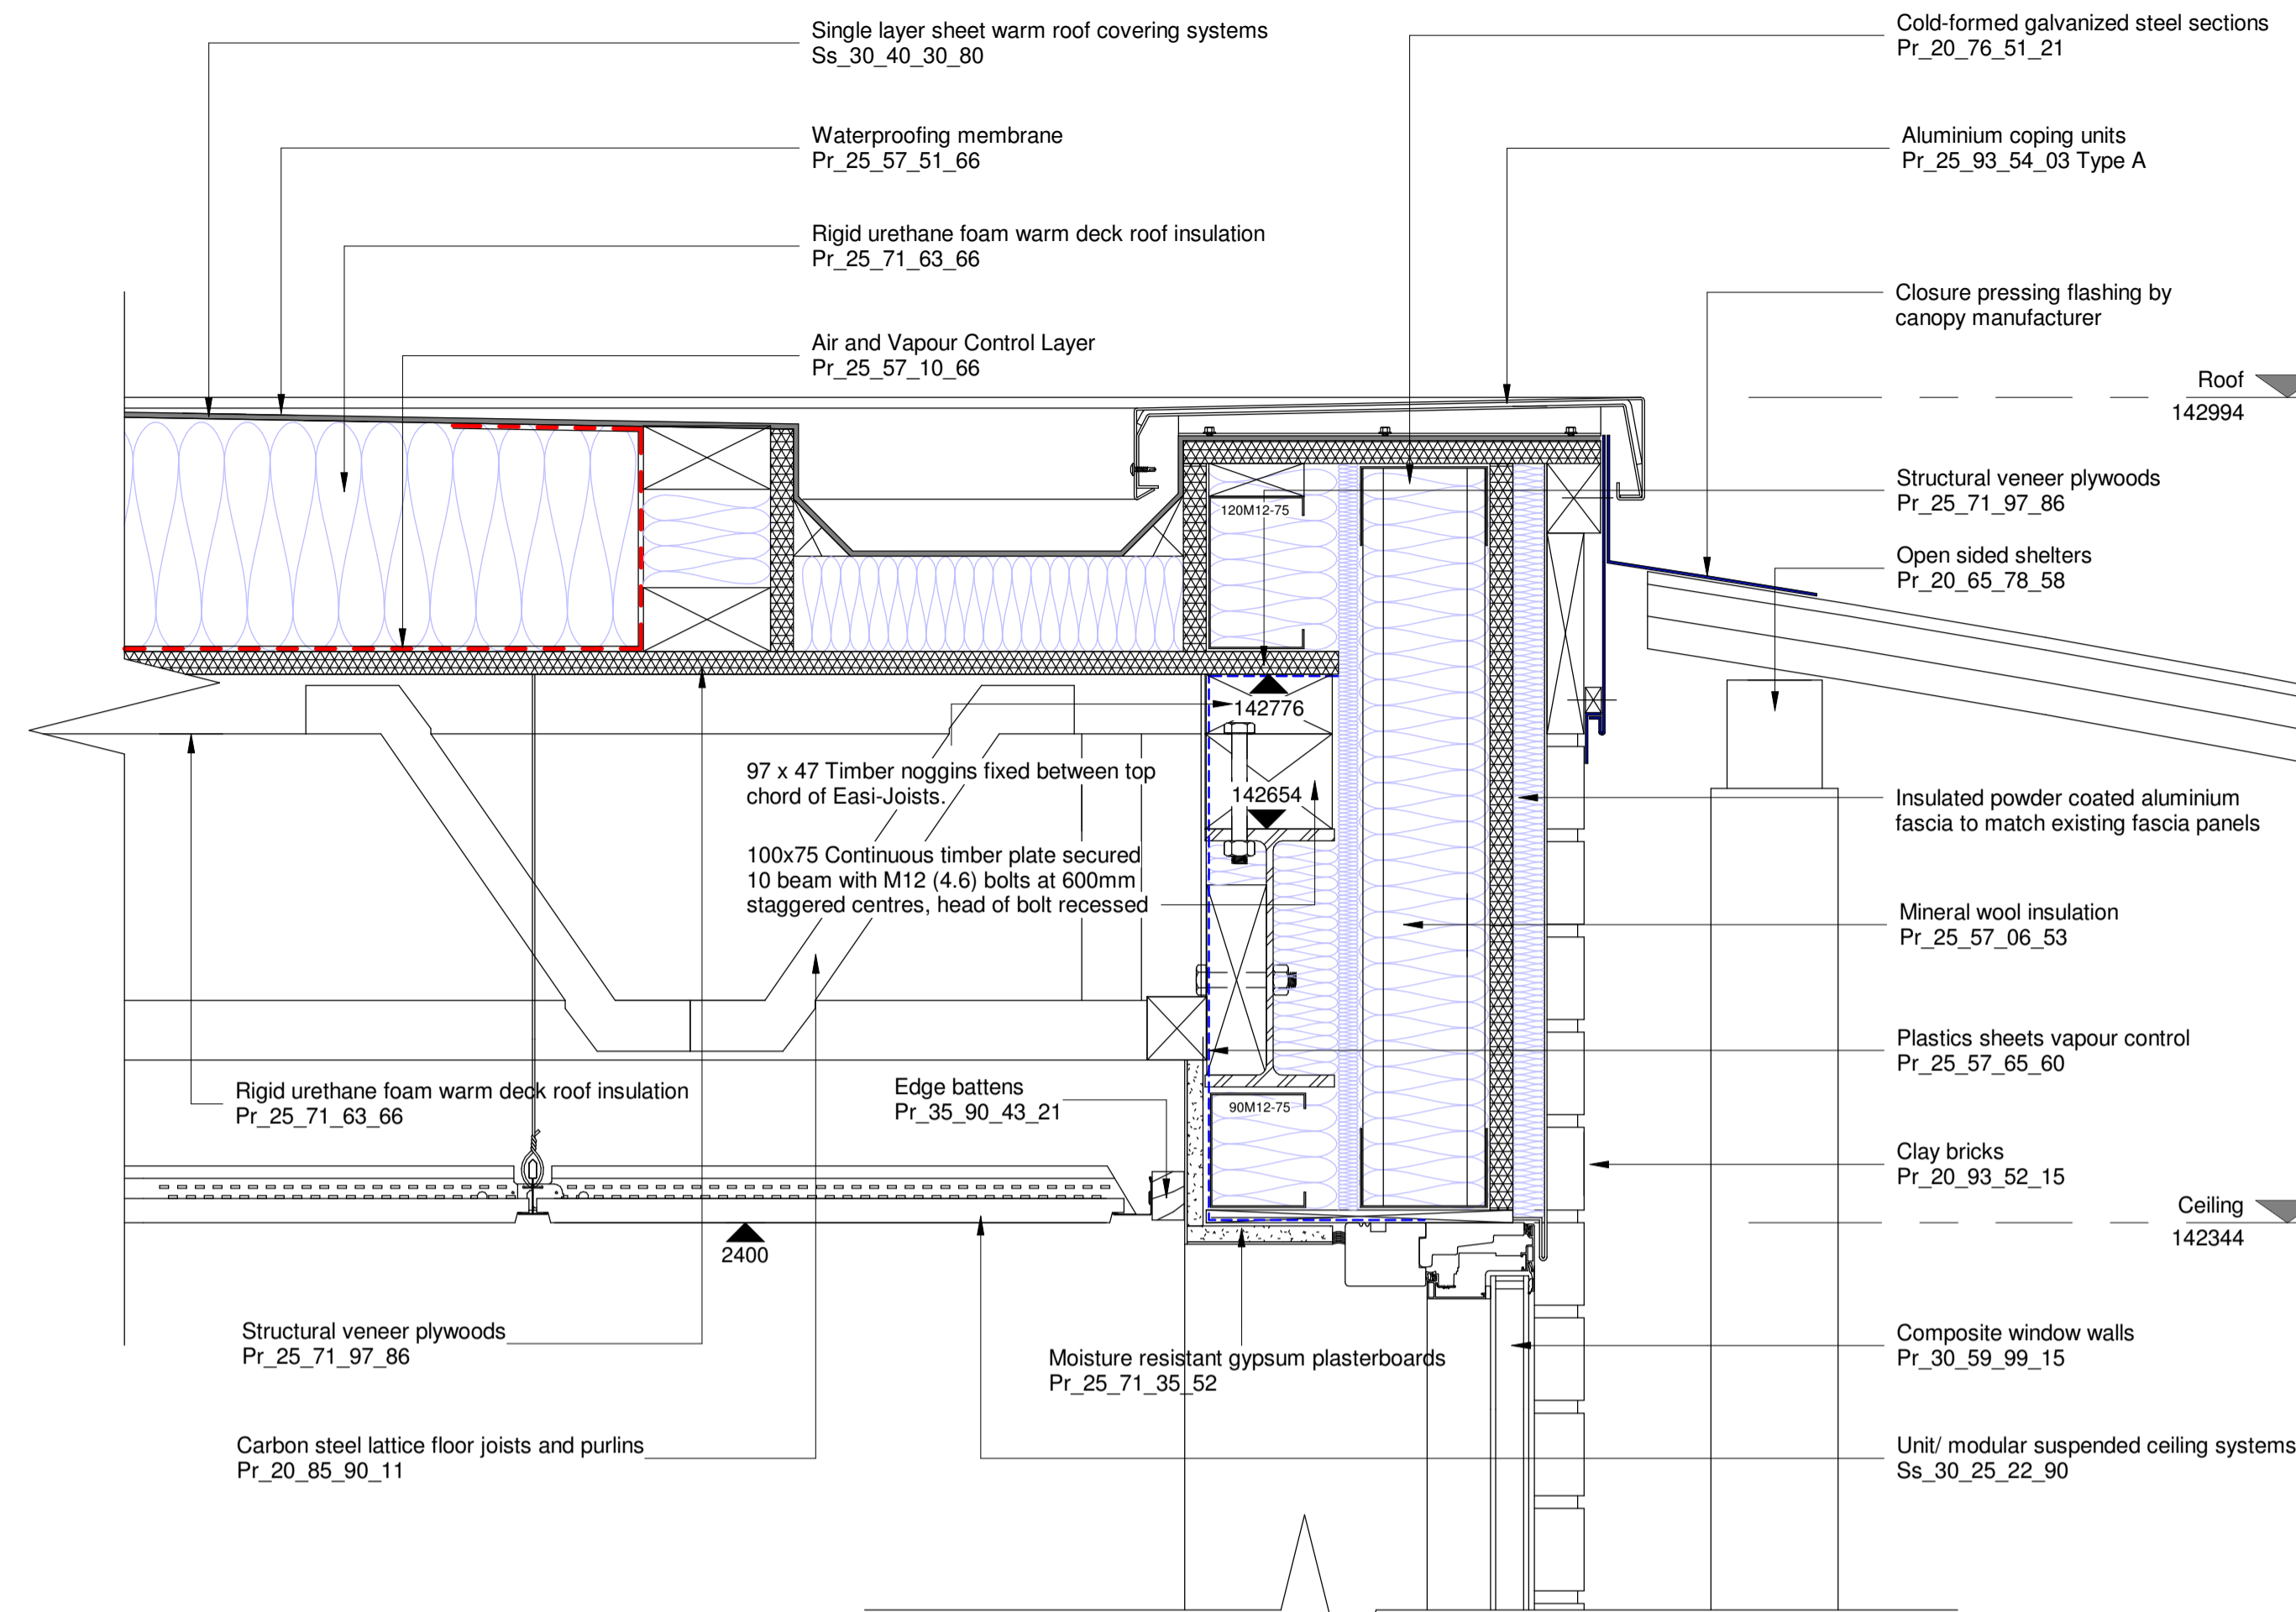 Single layer sheet warm roof covering systems
Ss_30_40_30_80
Waterproofing membrane
Pr_25_57_51_66
Rigid urethane foam warm deck roof insulation
Pr_25_71_63_66
Air and Vapour Control Layer
Pr_25_57_10_66
Cold-formed galvanized steel sections
Pr_20_76_51_21
Aluminium coping units
Pr_25_93_54_03 Type A
Closure pressing flashing by
canopy manufacturer
Roof
142994
Structural veneer plywoods
Pr_25_71_97_86
Open sided shelters
Pr_20_65_78_58
120M12-75
142776
97 x 47 Timber noggins fixed between top
chord of Easi-Joists.
142654
100x75 Continuous timber plate secured
10 beam with M12 (4.6) bolts at 600mm
staggered centres, head of bolt recessed
Insulated powder coated aluminium
fascia to match existing fascia panels
Mineral wool insulation
Pr_25_57_06_53
Plastics sheets vapour control
Pr_25_57_65_60
Rigid urethane foam warm deck roof insulation
Pr_25_71_63_66
Edge battens
Pr_35_90_43_21
90M12-75
Clay bricks
Pr_20_93_52_15
Ceiling
142344
2400
Structural veneer plywoods
Pr_25_71_97_86
Moisture resistant gypsum plasterboards
Pr_25_71_35_52
Composite window walls
Pr_30_59_99_15
Carbon steel lattice floor joists and purlins
Pr_20_85_90_11
Unit/ modular suspended ceiling systems
Ss_30_25_22_90